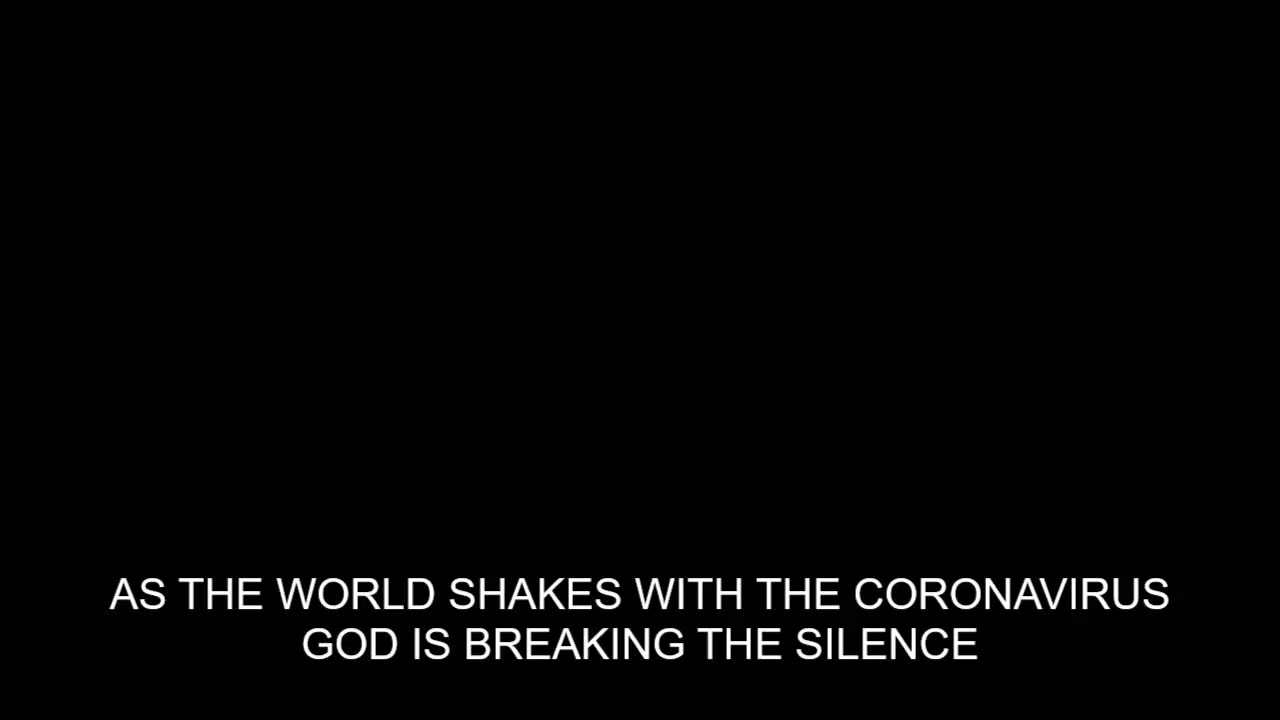 AS THE WORLD SHAKES WITH THE CORONAVIRUS
GOD IS BREAKING THE SILENCE